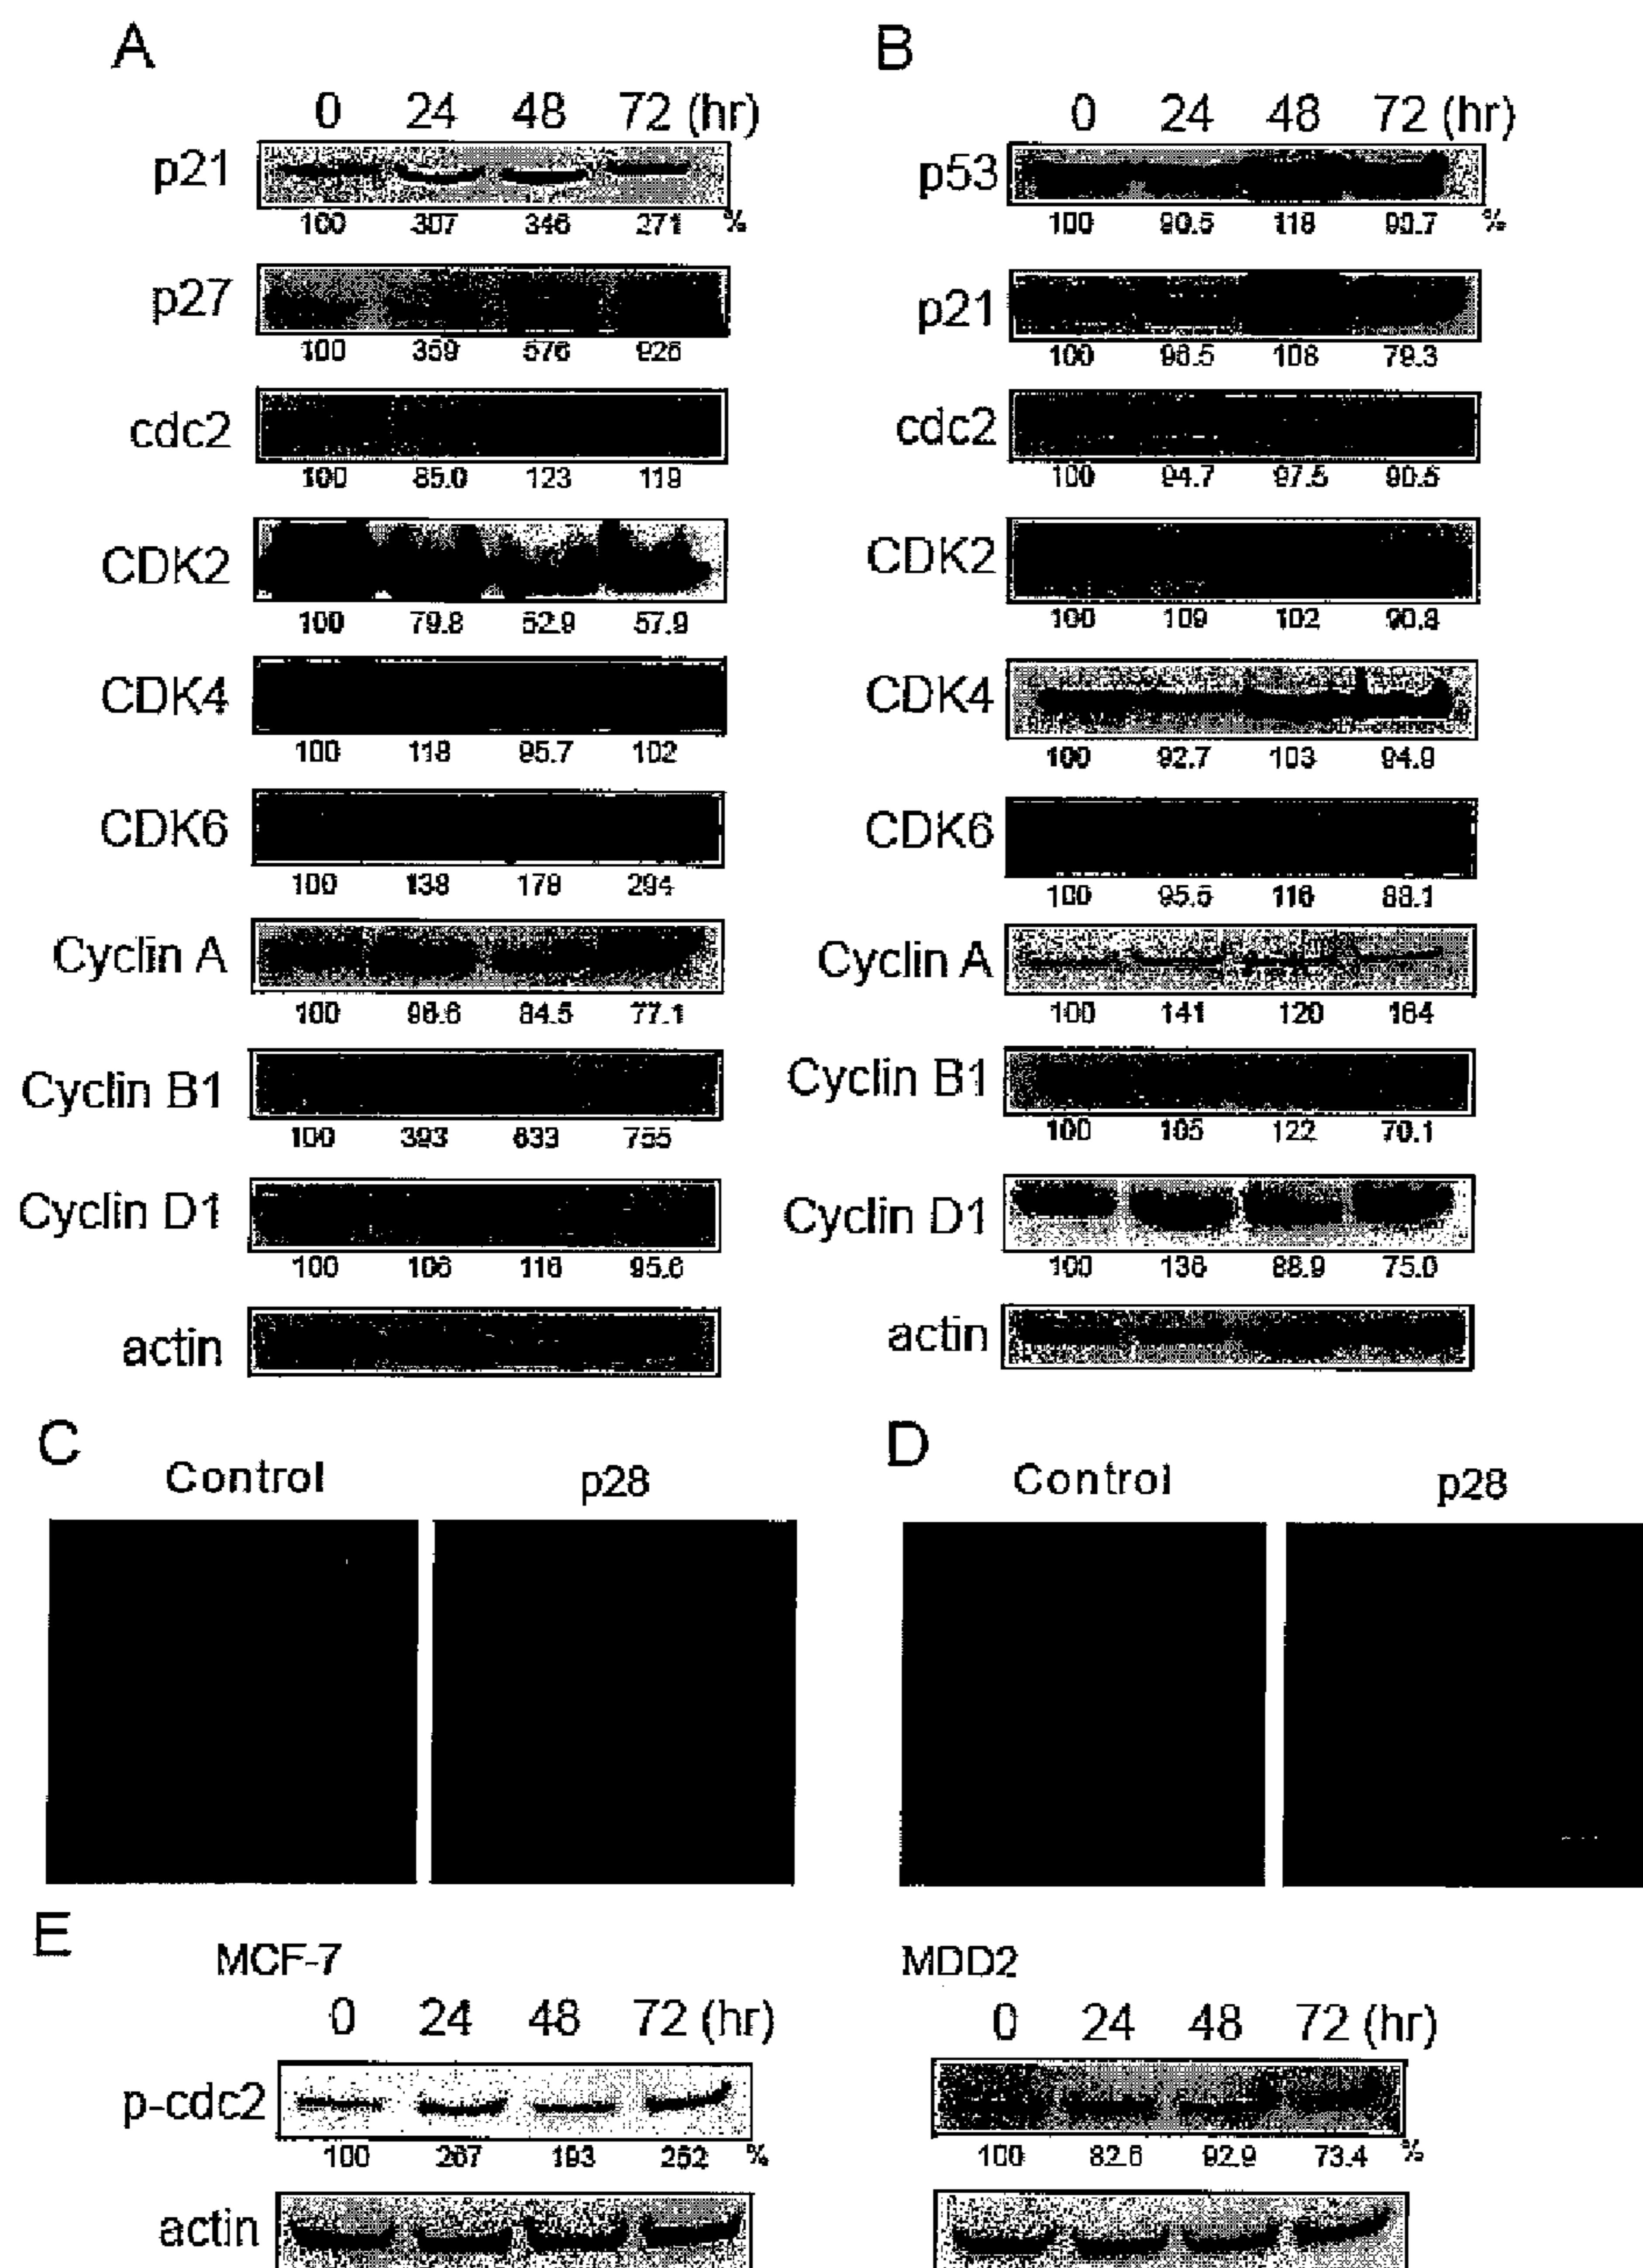 A
0 24 48 72 (hr)
p21
100 307 346 271 %
p27
100 359 576 926
cdc2
100 85.0 123 119
CDK2
100 79.8 52.9 57.9
CDK4
100 118 95.7 102
CDK6
100 138 178 294
Cyclin A
100 98.6 84.5 77.1
Cyclin B1
100 393 633 755
Cyclin D1
100 106 116 95.6
actin
B
0 24 48 72 (hr)
p53
100 90.5 118 90.7 %
p21
100 96.5 108 79.3
cdc2
100 94.7 97.5 90.5
CDK2
100 109 102 90.8
CDK4
100 92.7 103 94.9
CDK6
100 95.5 116 88.1
Cyclin A
100 141 120 164
Cyclin B1
100 105 122 70.1
Cyclin D1
100 136 88.9 75.0
actin
C
Control p28
D
Control p28
E
MCF-7
0 24 48 72 (hr)
p-cdc2
100 267 193 252 %
actin
MDD2
0 24 48 72 (hr)
100 82.6 92.9 73.4 %